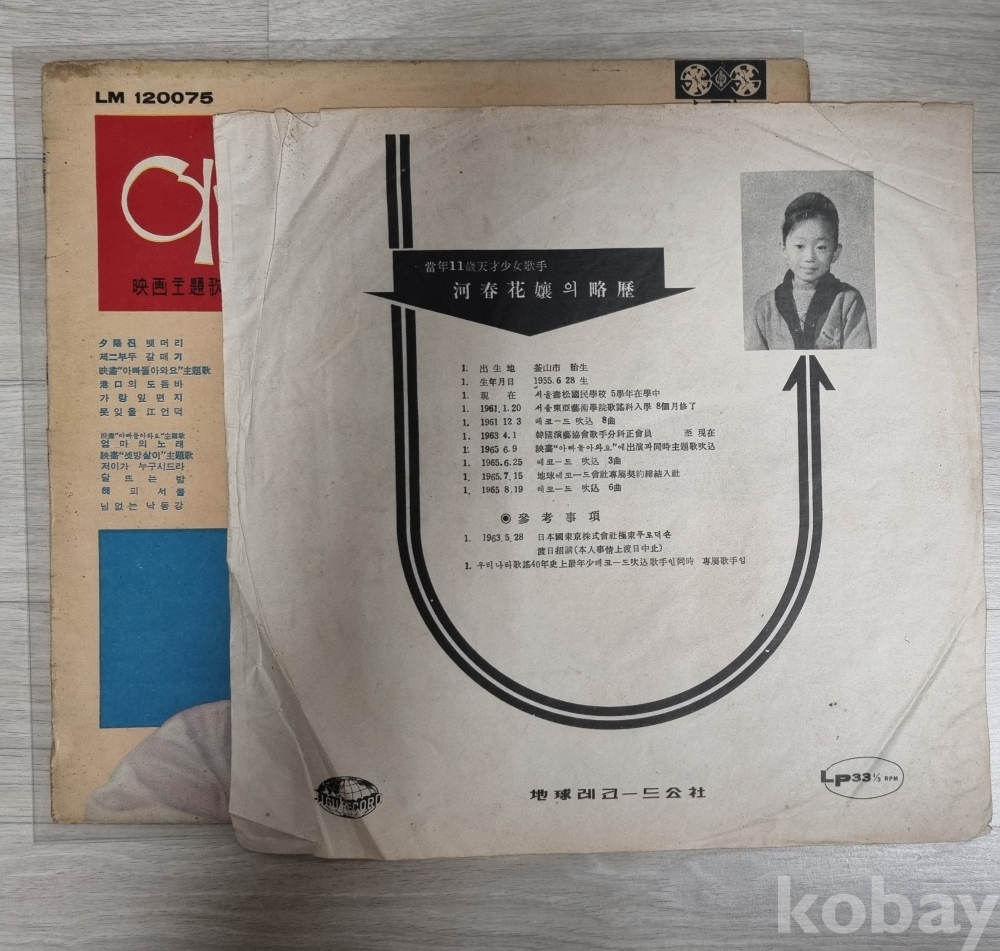 LM 120075
映画主題歌
夕陽진 뱃머리
제二부두 갈매기
映畵"아빠돌아와요"主題歌
港口의 도돔바
가랑잎 편지
못잊을 江언덕
映畵"아빠돌아와요"主題歌
엄마의 노래
映畵"셋방살이"主題歌
저이가 누구시드라
달 뜨는 밤
해피 서울
님없는 낙동강
當年11歲天才少女歌手
河春花孃의 略歷
1. 出生地 釜山市 胎生
1. 生年月日 1955.6 28 生
1. 現在 서울壽松國民學校 5學年在學中
1. 1961.1.20 서울東亞藝術學院歌謠科入學 8個月修了
1. 1961 12 3 레코ー드 吹込 8曲
1. 1963 4.1 韓國演藝協會歌手分科正會員 至 現在
1. 1965 6.9 映畵"아빠돌아와요"에出演과同時主題歌吹込
1. 1965.6.25 레코ー드 吹込 3曲
1. 1965.7.15 地球레코ー드會社專屬契約締結入社
1. 1965 8.19 레코ー드 吹込 6曲
◉ 參考事項
1. 1963.5.28 日本國東京株式會社極東푸로덕숀
渡日招請(本人事情上渡日中止)
1. 우리나라歌謠40年史上最年少레코ー드吹込歌手인同時 專屬歌手임
JIGU RECORD
地球레코ー드公社
LP33⅓ RPM
kobay